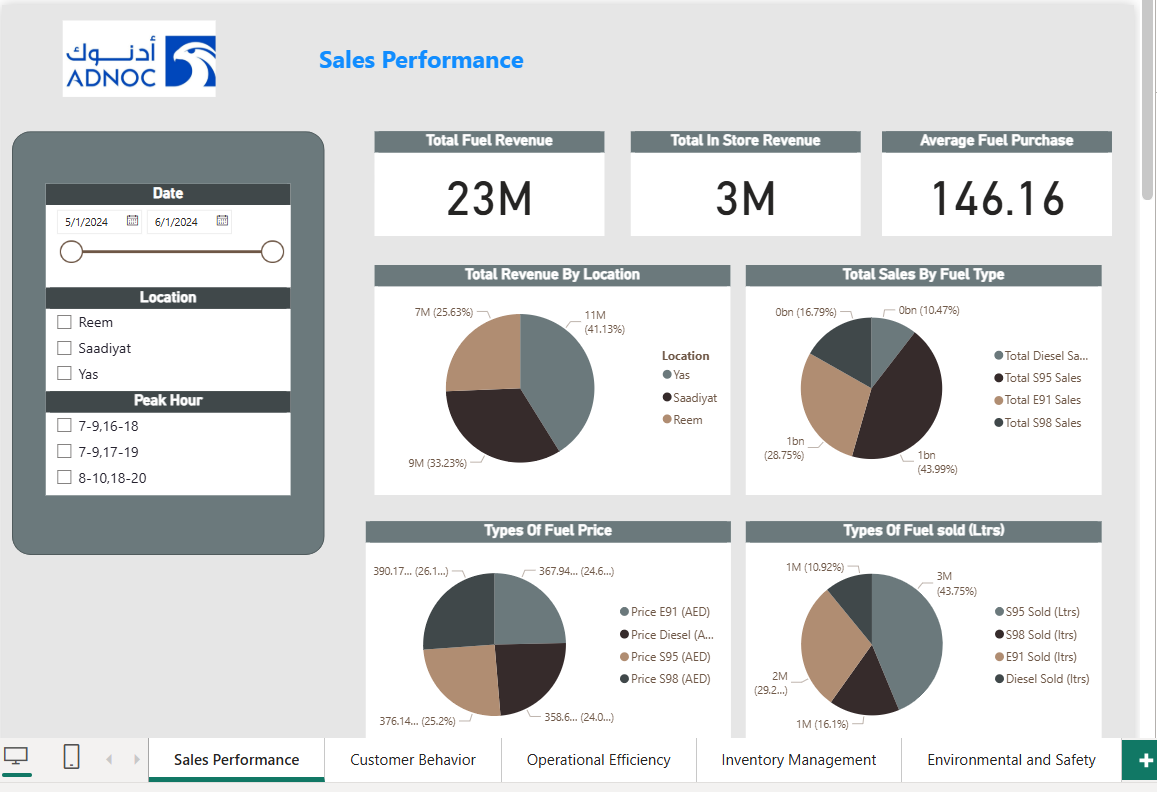 أدنوك
ADNOC
Sales Performance
Date
5/1/2024 6/1/2024
Location
Reem
Saadiyat
Yas
Peak Hour
7-9,16-18
7-9,17-19
8-10,18-20
Total Fuel Revenue
23M
Total In Store Revenue
3M
Average Fuel Purchase
146.16
Total Revenue By Location
7M (25.63%)
11M
(41.13%)
9M (33.23%)
Location
Yas
Saadiyat
Reem
Total Sales By Fuel Type
0bn (16.79%)
0bn (10.47%)
1bn
(28.75%)
1bn
(43.99%)
Total Diesel Sa...
Total S95 Sales
Total E91 Sales
Total S98 Sales
Types Of Fuel Price
390.17... (26.1...)
367.94... (24.6...)
376.14... (25.2%)
358.6... (24.0...)
Price E91 (AED)
Price Diesel (A...
Price S95 (AED)
Price S98 (AED)
Types Of Fuel sold (Ltrs)
1M (10.92%)
3M
(43.75%)
2M
(29.2...)
1M (16.1%)
S95 Sold (Ltrs)
S98 Sold (ltrs)
E91 Sold (ltrs)
Diesel Sold (ltrs)
Sales Performance
Customer Behavior
Operational Efficiency
Inventory Management
Environmental and Safety